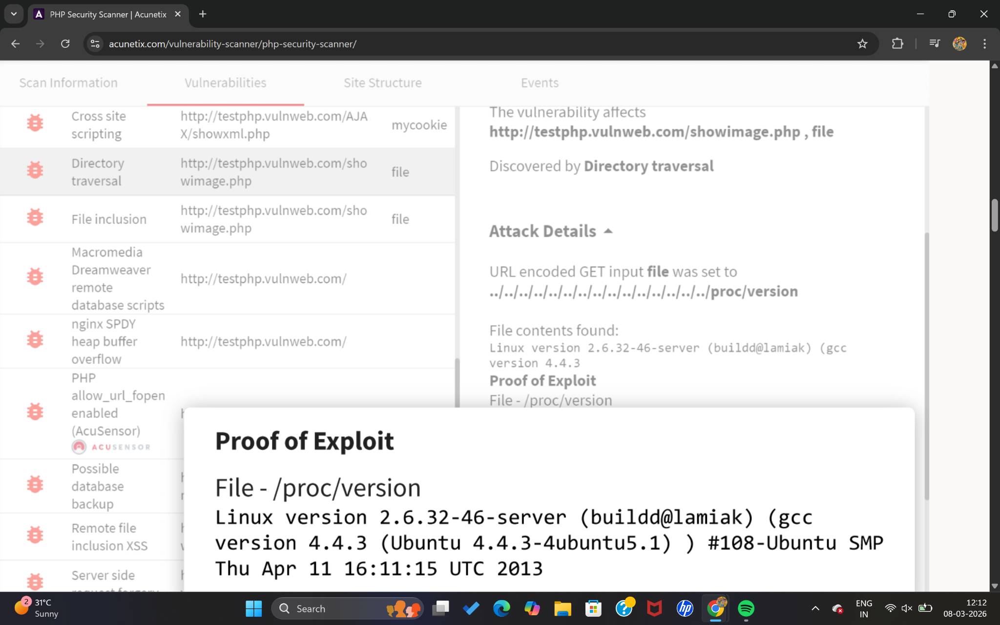 PHP Security Scanner | Acunetix
acunetix.com/vulnerability-scanner/php-security-scanner/
Scan Information
Vulnerabilities
Site Structure
Events
Cross site
scripting
http://testphp.vulnweb.com/AJA
X/showxml.php
mycookie
Directory
traversal
http://testphp.vulnweb.com/sho
wimage.php
file
File inclusion
http://testphp.vulnweb.com/sho
wimage.php
file
Macromedia
Dreamweaver
remote
database scripts
http://testphp.vulnweb.com/
nginx SPDY
heap buffer
overflow
http://testphp.vulnweb.com/
PHP
allow_url_fopen
enabled
(AcuSensor)
ACUSENSOR
Possible
database
backup
Remote file
inclusion XSS
Server side
request forgery
The vulnerability affects
http://testphp.vulnweb.com/showimage.php , file
Discovered by Directory traversal
Attack Details
URL encoded GET input file was set to
../../../../../../../../../../../../../../../proc/version
File contents found:
Linux version 2.6.32-46-server (buildd@lamiak) (gcc
version 4.4.3
Proof of Exploit
File - /proc/version
Proof of Exploit
File - /proc/version
Linux version 2.6.32-46-server (buildd@lamiak) (gcc
version 4.4.3 (Ubuntu 4.4.3-4ubuntu5.1) ) #108-Ubuntu SMP
Thu Apr 11 16:11:15 UTC 2013
2
31°C
Sunny
Search
hp
ENG
IN
12:12
08-03-2026